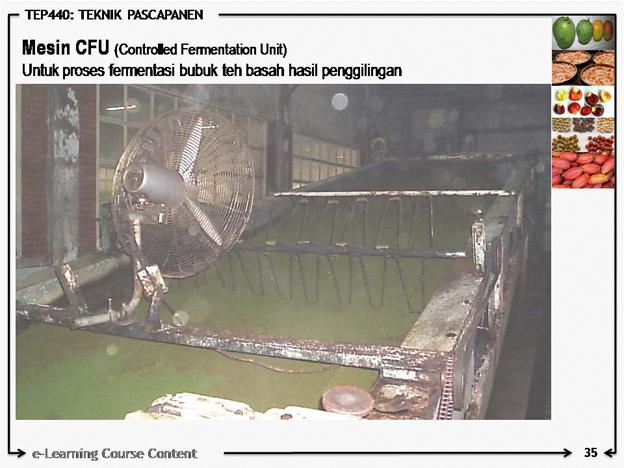 TEP440: TEKNIK PASCAPANEN
Mesin CFU (Controlled Fermentation Unit)
Untuk proses fermentasi bubuk teh basah hasil penggilingan
e-Learning Course Content
35